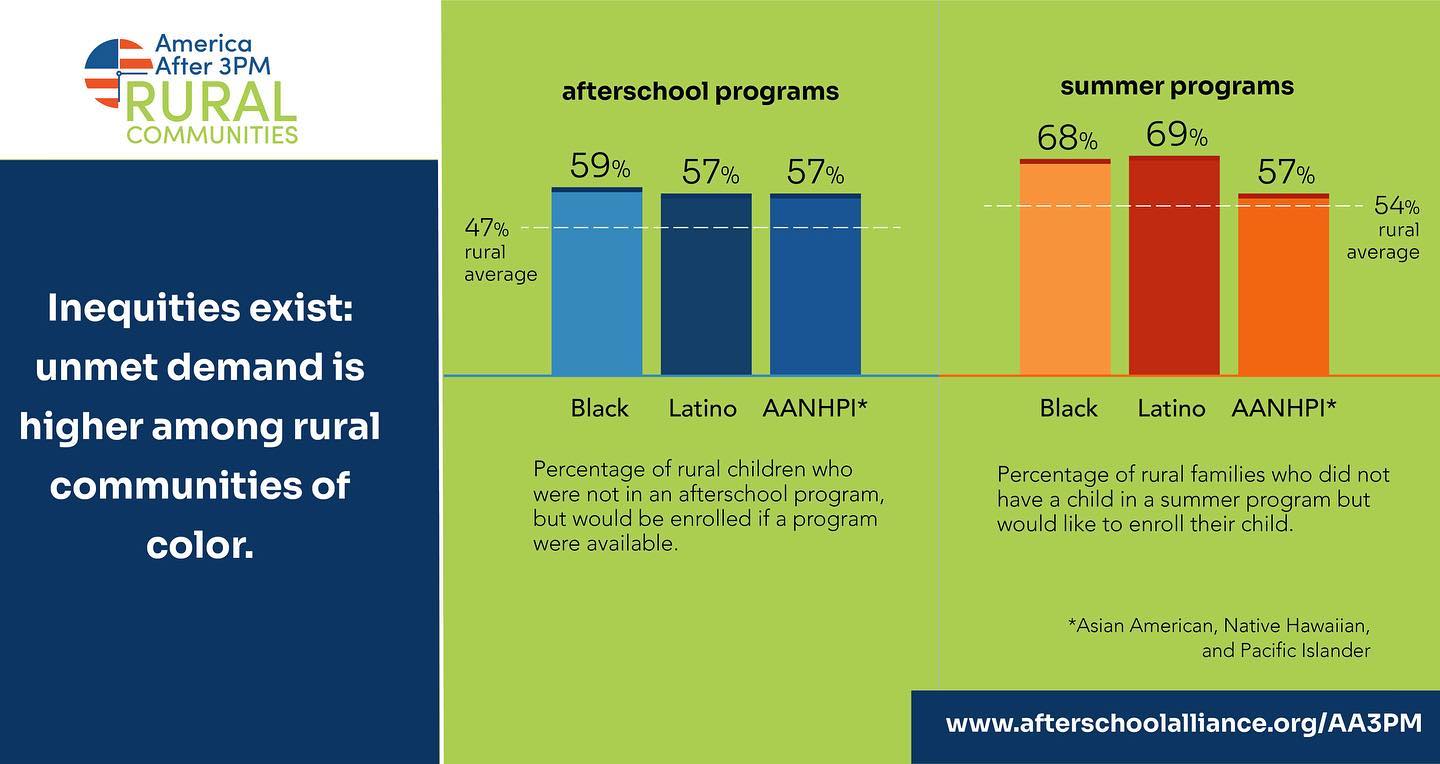 America
After 3PM
RURAL
COMMUNITIES
Inequities exist:
unmet demand is
higher among rural
communities of
color.
afterschool programs
59%
57%
57%
47%
rural
average
Black
Latino
AANHPI*
Percentage of rural children who
were not in an afterschool program,
but would be enrolled if a program
were available.
summer programs
68%
69%
57%
54%
rural
average
Black
Latino
AANHPI*
Percentage of rural families who did not
have a child in a summer program but
would like to enroll their child.
*Asian American, Native Hawaiian,
and Pacific Islander
www.afterschoolalliance.org/AA3PM